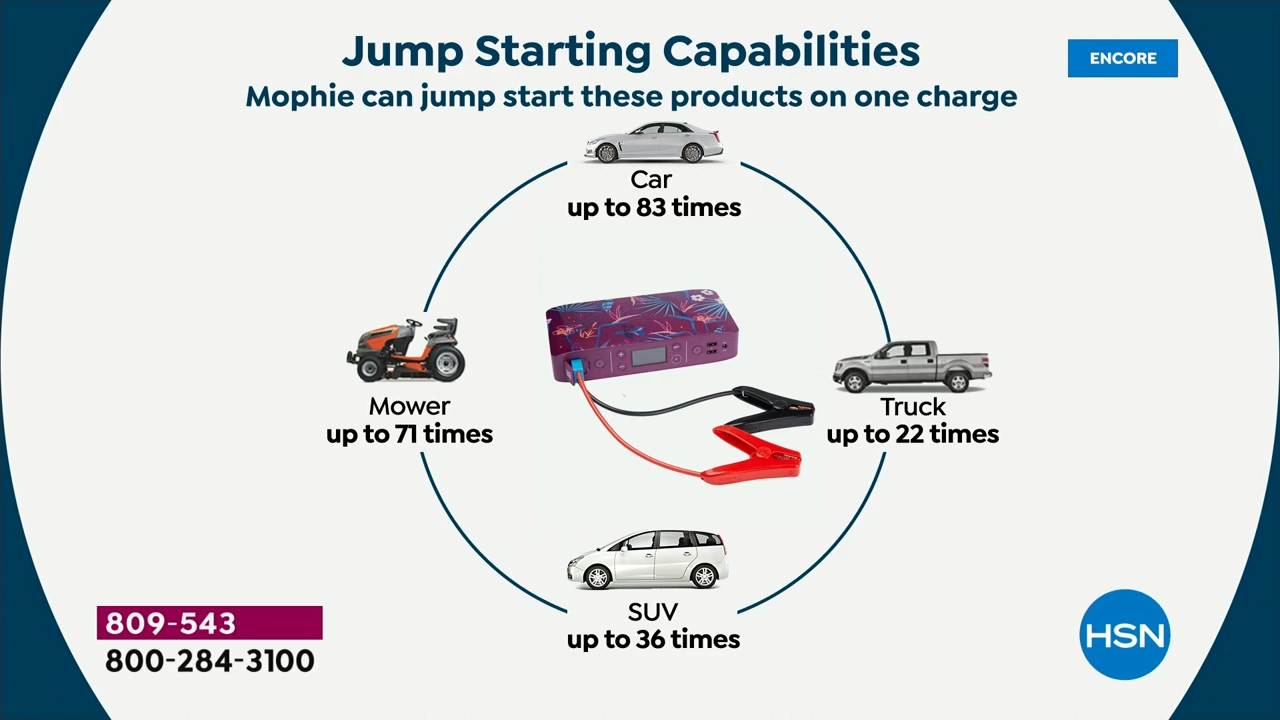 Jump Starting Capabilities
ENCORE
Mophie can jump start these products on one charge
Car
up to 83 times
Mower
up to 71 times
Truck
up to 22 times
SUV
up to 36 times
809-543
800-284-3100
HSN